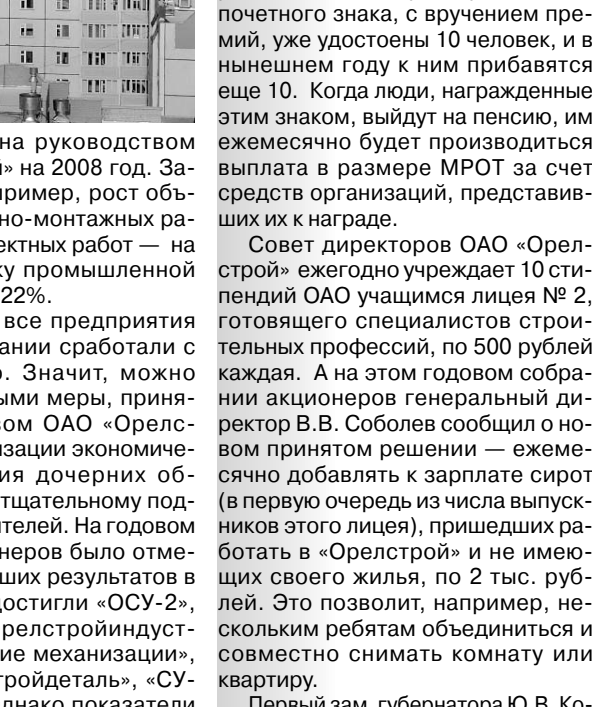 на руководством
й» на 2008 год. За-
пример, рост объ-
но-монтажных ра-
ектных работ — на
ку промышленной
22%.
все предприятия
ании сработали с
о. Значит, можно
ыми меры, приня-
вом ОАО «Орелс-
изации экономиче-
ия дочерних об-
тщательному под-
ителей. На годовом
неров было отме-
ших результатов в
достигли «ОСУ-2»,
релстройиндуст-
ие механизации»,
тройдеталь», «СУ-
днако показатели
почетного знака, с вручением пре-
мий, уже удостоены 10 человек, и в
нынешнем году к ним прибавятся
еще 10. Когда люди, награжденные
этим знаком, выйдут на пенсию, им
ежемесячно будет производиться
выплата в размере МРОТ за счет
средств организаций, представив-
ших их к награде.
Совет директоров ОАО «Орел-
строй» ежегодно учреждает 10 сти-
пендий ОАО учащимся лицея № 2,
готовящего специалистов строи-
тельных профессий, по 500 рублей
каждая. А на этом годовом собра-
нии акционеров генеральный ди-
ректор В.В. Соболев сообщил о но-
вом принятом решении — ежеме-
сячно добавлять к зарплате сирот
(в первую очередь из числа выпуск-
ников этого лицея), пришедших ра-
ботать в «Орелстрой» и не имею-
щих своего жилья, по 2 тыс. руб-
лей. Это позволит, например, не-
скольким ребятам объединиться и
совместно снимать комнату или
квартиру.
Первый зам. губернатора Ю.В. Ко-